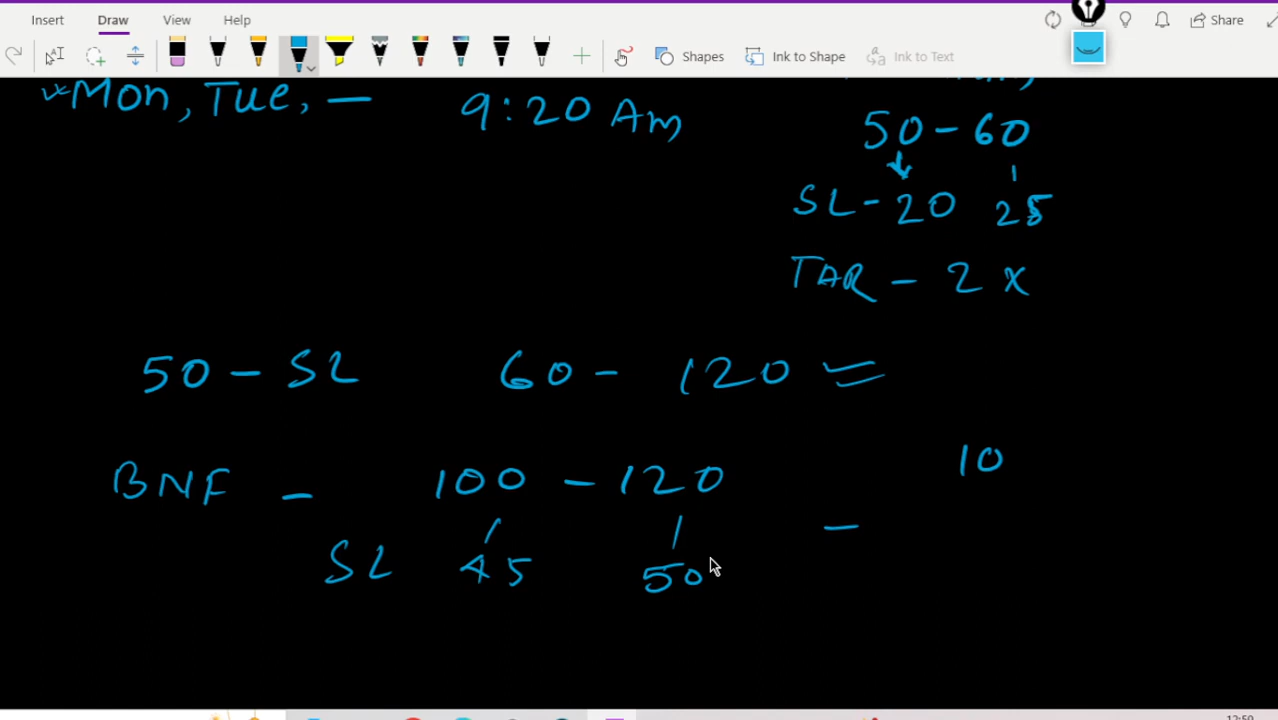 Insert Draw View Help Share
Shapes Ink to Shape Ink to Text
Mon, Tue, — 9:20 Am
50 - 60
SL - 20 25
TAR - 2x
50 - SL 60 - 120 =
BNF - 100 - 120 10
SL 45 50 -